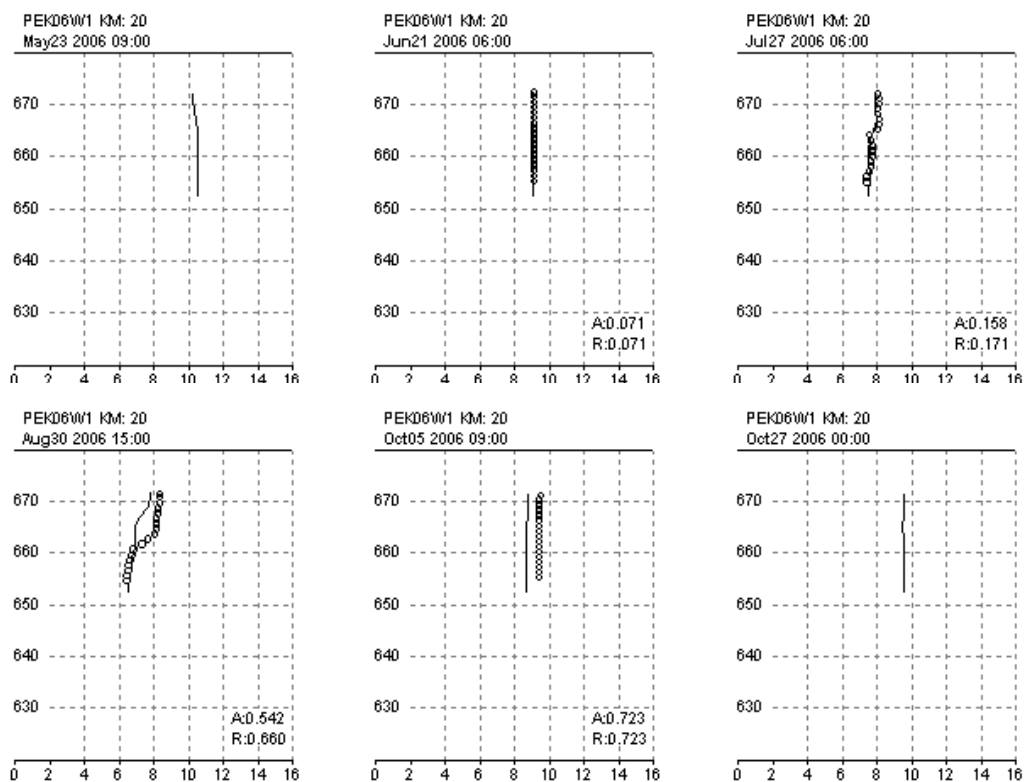 PEK06W1 KM: 20
May23 2006 09:00
670
660
650
640
630
0 2 4 6 8 10 12 14 16
PEK06W1 KM: 20
Jun21 2006 06:00
670
660
650
640
630
A:0.071
R:0.071
0 2 4 6 8 10 12 14 16
PEK06W1 KM: 20
Jul27 2006 06:00
670
660
650
640
630
A:0.158
R:0.171
0 2 4 6 8 10 12 14 16
PEK06W1 KM: 20
Aug30 2006 15:00
670
660
650
640
630
A:0.542
R:0.660
0 2 4 6 8 10 12 14 16
PEK06W1 KM: 20
Oct05 2006 09:00
670
660
650
640
630
A:0.723
R:0.723
0 2 4 6 8 10 12 14 16
PEK06W1 KM: 20
Oct27 2006 00:00
670
660
650
640
630
0 2 4 6 8 10 12 14 16